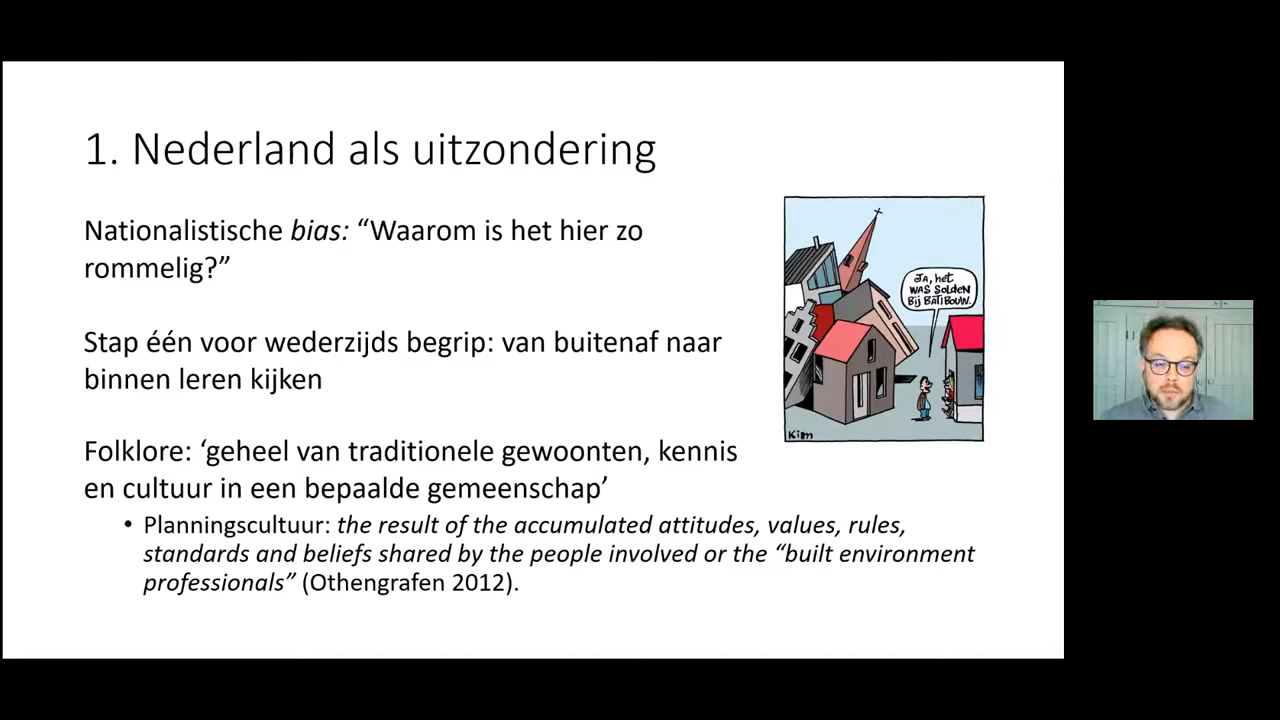 1. Nederland als uitzondering
Nationalistische bias: “Waarom is het hier zo
rommelig?”
Stap één voor wederzijds begrip: van buitenaf naar
binnen leren kijken
Folklore: ‘geheel van traditionele gewoonten, kennis
en cultuur in een bepaalde gemeenschap’
• Planningscultuur: the result of the accumulated attitudes, values, rules,
standards and beliefs shared by the people involved or the “built environment
professionals” (Othengrafen 2012).
JA, het
WAS SOLDEN
Bij BATIBOUW.
Kim